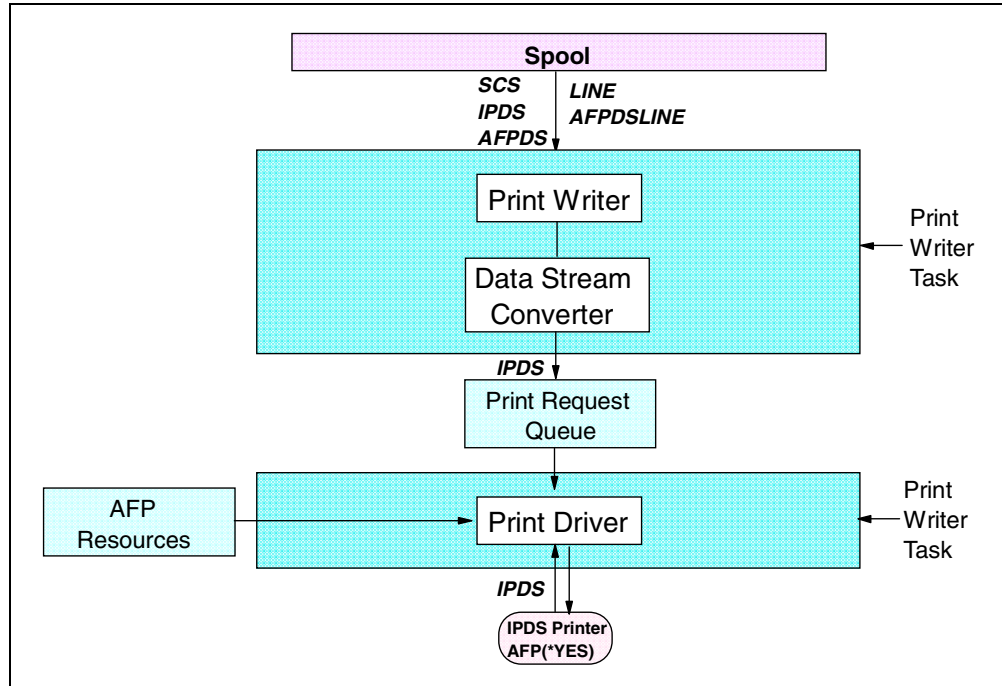 Spool
SCS
IPDS
AFPDS
LINE
AFPDSLINE
Print Writer
Data Stream
Converter
Print
Writer
Task
IPDS
Print Request
Queue
AFP
Resources
Print Driver
Print
Writer
Task
IPDS
IPDS Printer
AFP(*YES)